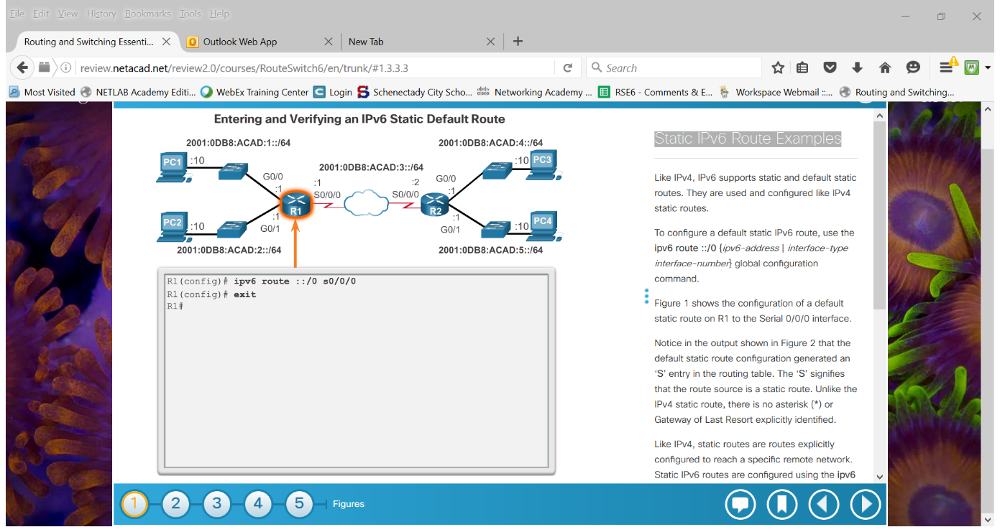 File Edit View History Bookmarks Tools Help
Routing and Switching Essenti...
Outlook Web App
New Tab
review.netacad.net/review2.0/courses/RouteSwitch6/en/trunk/#1.3.3.3
Search
Most Visited NETLAB Academy Editi... WebEx Training Center Login Schenectady City Scho... Networking Academy ... RSE6 - Comments & E... Workspace Webmail ::... Routing and Switching...
Entering and Verifying an IPv6 Static Default Route
2001:0DB8:ACAD:1::/64
2001:0DB8:ACAD:4::/64
PC1 :10
:10 PC3
2001:0DB8:ACAD:3::/64
G0/0
:1
:1
S0/0/0
:2
S0/0/0
G0/0
:1
R1
R2
PC2 :10
:1
G0/1
:1
G0/1
:10 PC4
2001:0DB8:ACAD:2::/64
2001:0DB8:ACAD:5::/64
R1(config)# ipv6 route ::/0 s0/0/0
R1(config)# exit
R1#
Static IPv6 Route Examples
Like IPv4, IPv6 supports static and default static
routes. They are used and configured like IPv4
static routes.
To configure a default static IPv6 route, use the
ipv6 route ::/0 {ipv6-address | interface-type
interface-number} global configuration
command.
Figure 1 shows the configuration of a default
static route on R1 to the Serial 0/0/0 interface.
Notice in the output shown in Figure 2 that the
default static route configuration generated an
‘S’ entry in the routing table. The ‘S’ signifies
that the route source is a static route. Unlike the
IPv4 static route, there is no asterisk (*) or
Gateway of Last Resort explicitly identified.
Like IPv4, static routes are routes explicitly
configured to reach a specific remote network.
Static IPv6 routes are configured using the ipv6
1 2 3 4 5 Figures